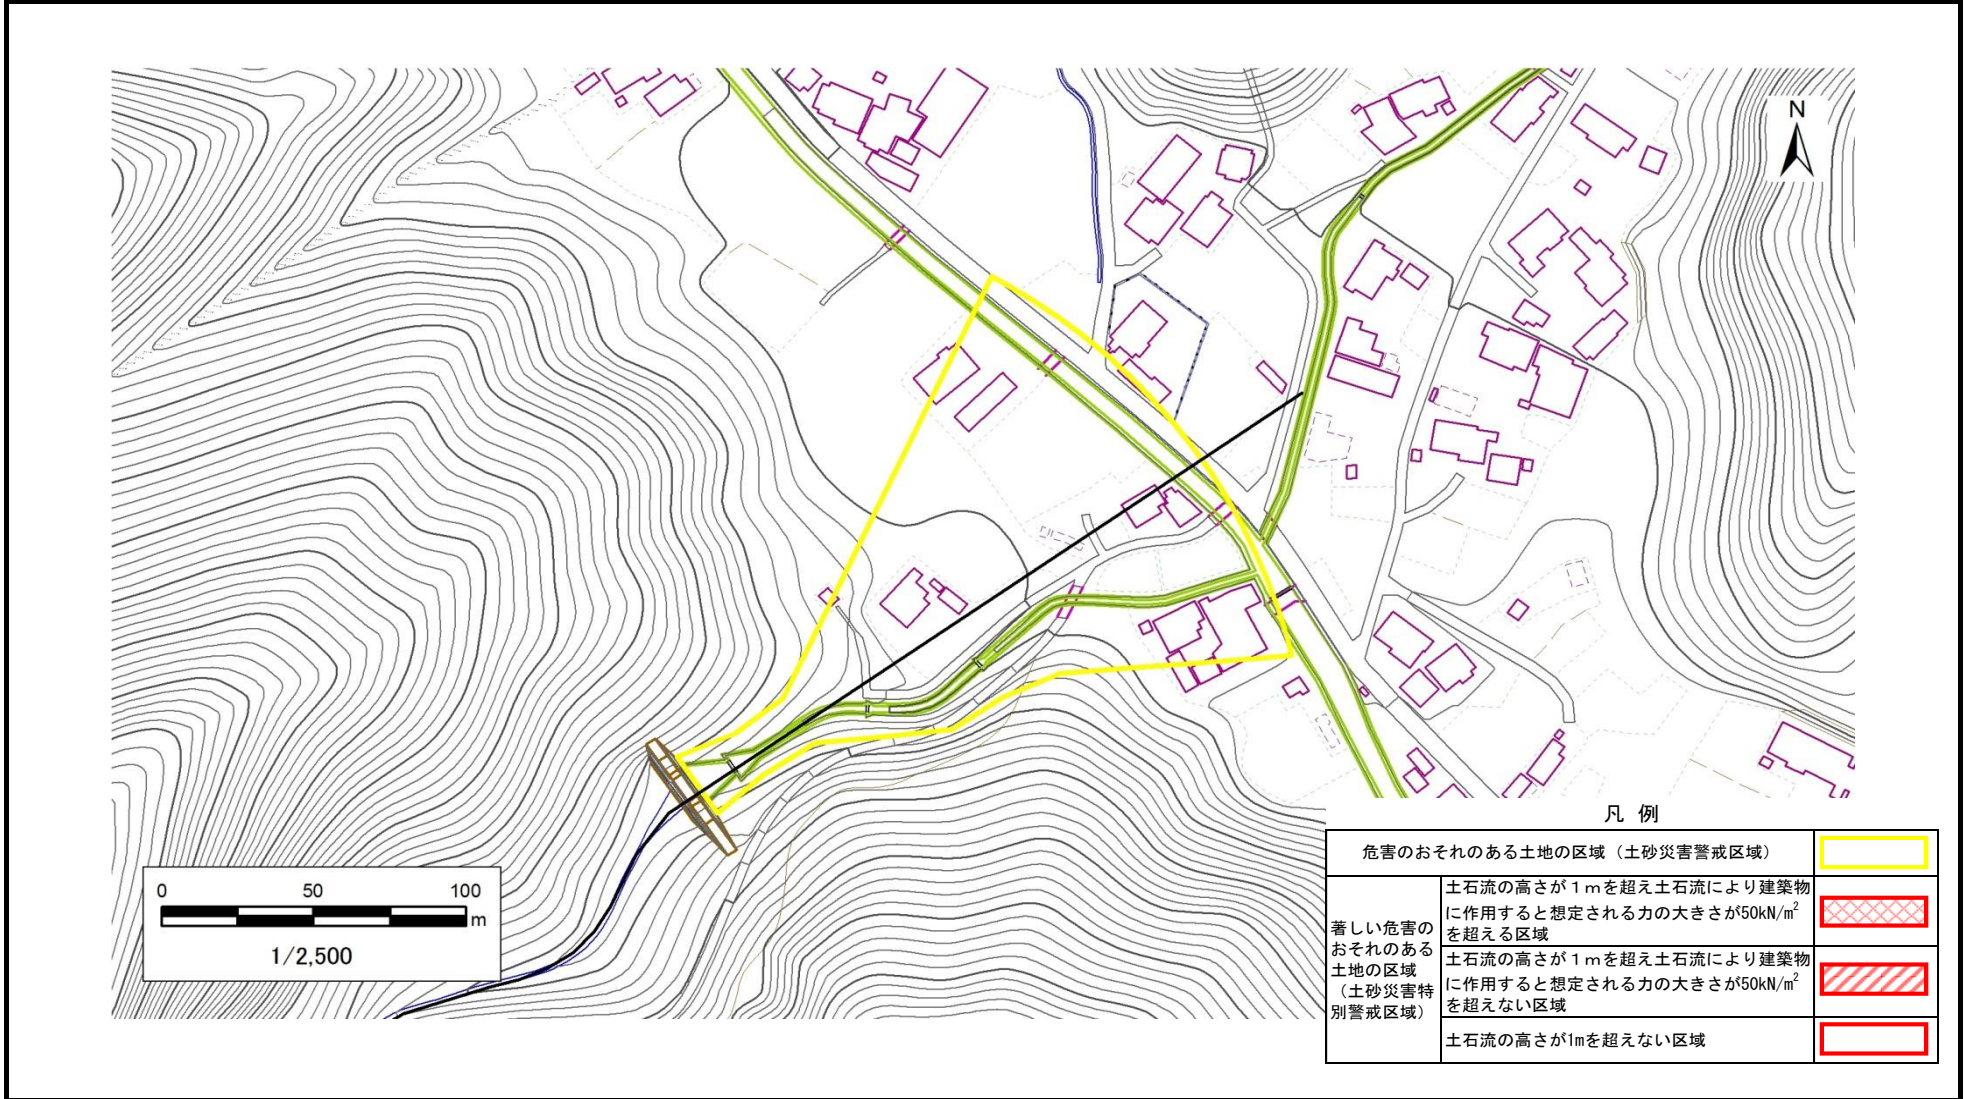 N
0 50 100
m
1/2,500
凡 例
危害のおそれのある土地の区域（土砂災害警戒区域）
著しい危害の
おそれのある
土地の区域
（土砂災害特
別警戒区域）
土石流の高さが１ｍを超え土石流により建築物
に作用すると想定される力の大きさが50kN/m²
を超える区域
土石流の高さが１ｍを超え土石流により建築物
に作用すると想定される力の大きさが50kN/m²
を超えない区域
土石流の高さが1mを超えない区域